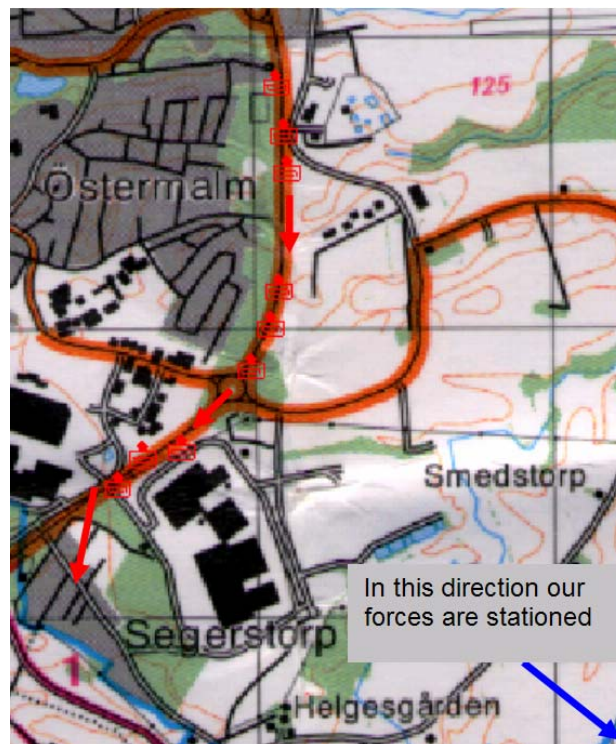 125
Östermalm
Smedstorp
In this direction our
forces are stationed
Segerstorp
1
Helgesgården